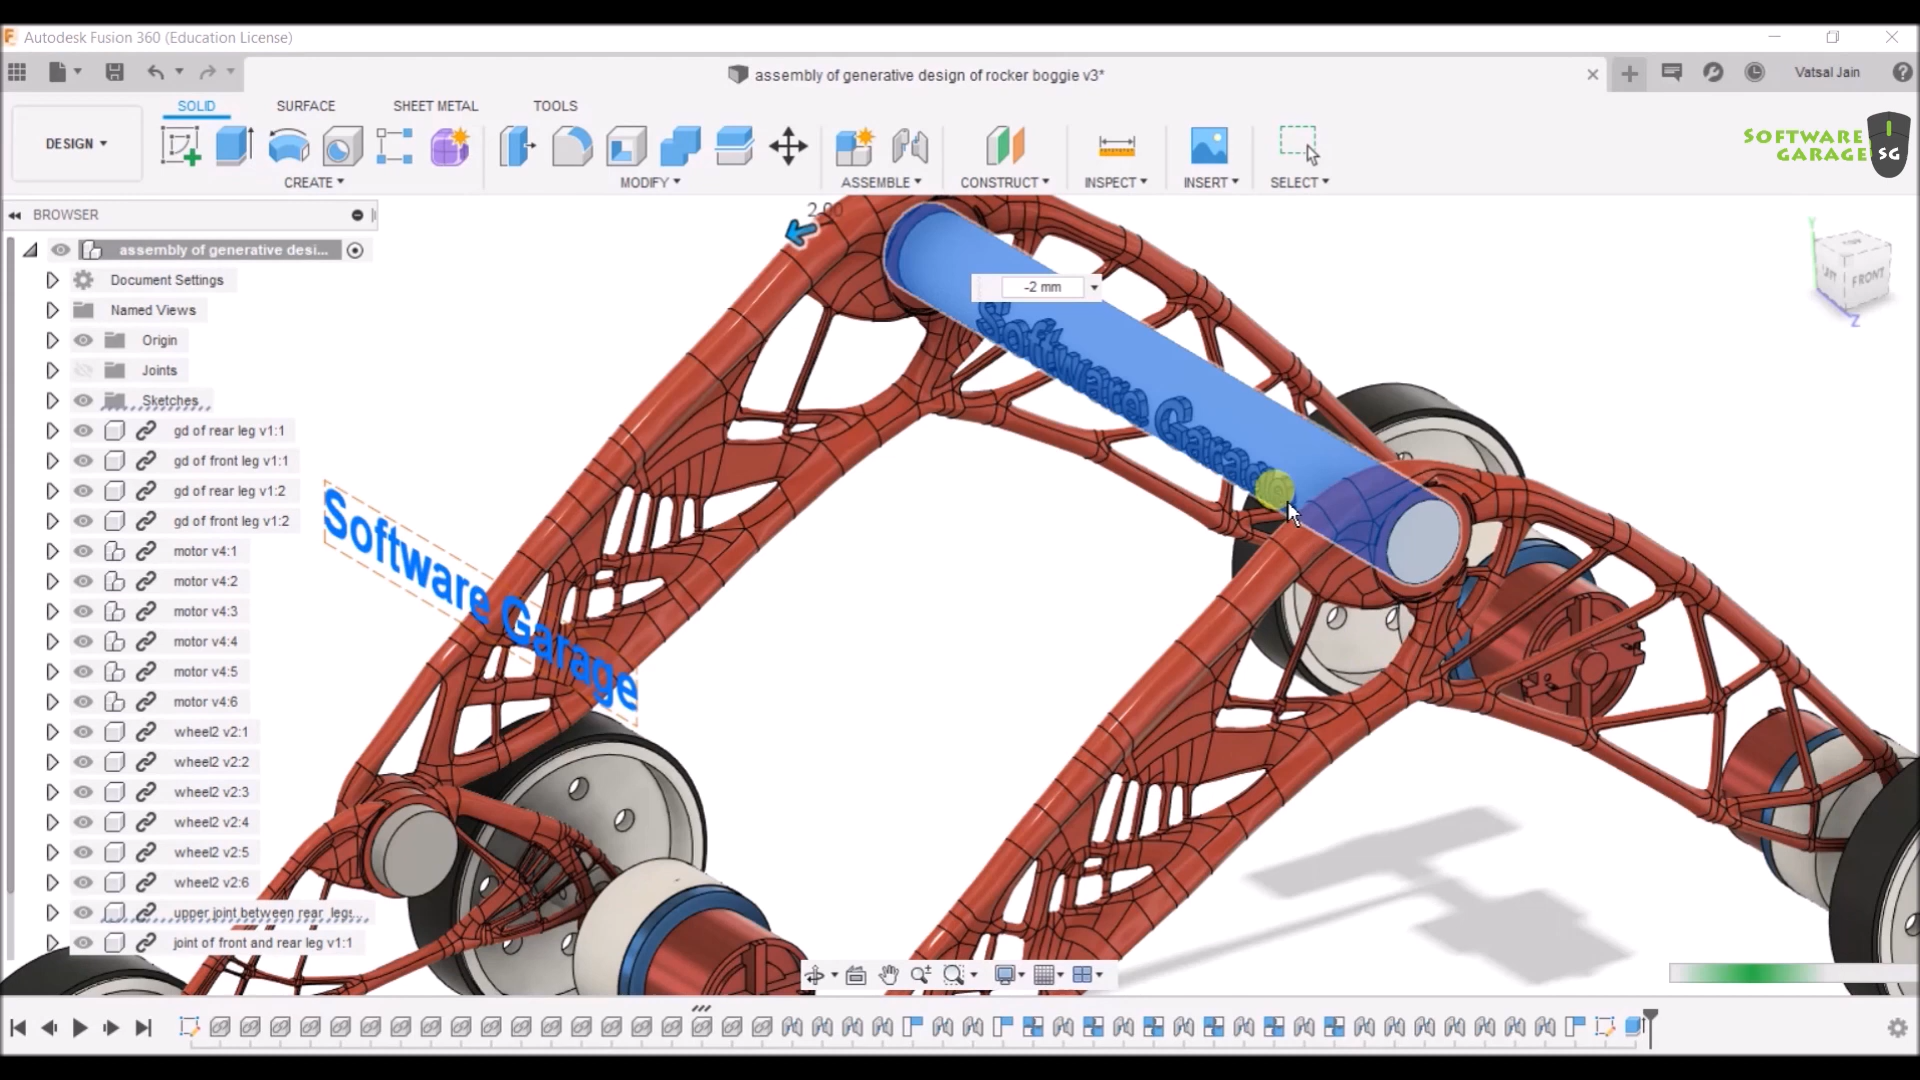 Autodesk Fusion 360 (Education License)
assembly of generative design of rocker boggie v3*
Vatsal Jain
SOLID
SURFACE
SHEET METAL
TOOLS
DESIGN
CREATE
MODIFY
ASSEMBLE
CONSTRUCT
INSPECT
INSERT
SELECT
SOFTWARE
GARAGE
SG
BROWSER
assembly of generative desi...
Document Settings
Named Views
Origin
Joints
Sketches
gd of rear leg v1:1
gd of front leg v1:1
gd of rear leg v1:2
gd of front leg v1:2
motor v4:1
motor v4:2
motor v4:3
motor v4:4
motor v4:5
motor v4:6
wheel2 v2:1
wheel2 v2:2
wheel2 v2:3
wheel2 v2:4
wheel2 v2:5
wheel2 v2:6
upper joint between rear legs...
joint of front and rear leg v1:1
2.00
-2 mm
Software Garage
Software Garage
FRONT
Y
Z